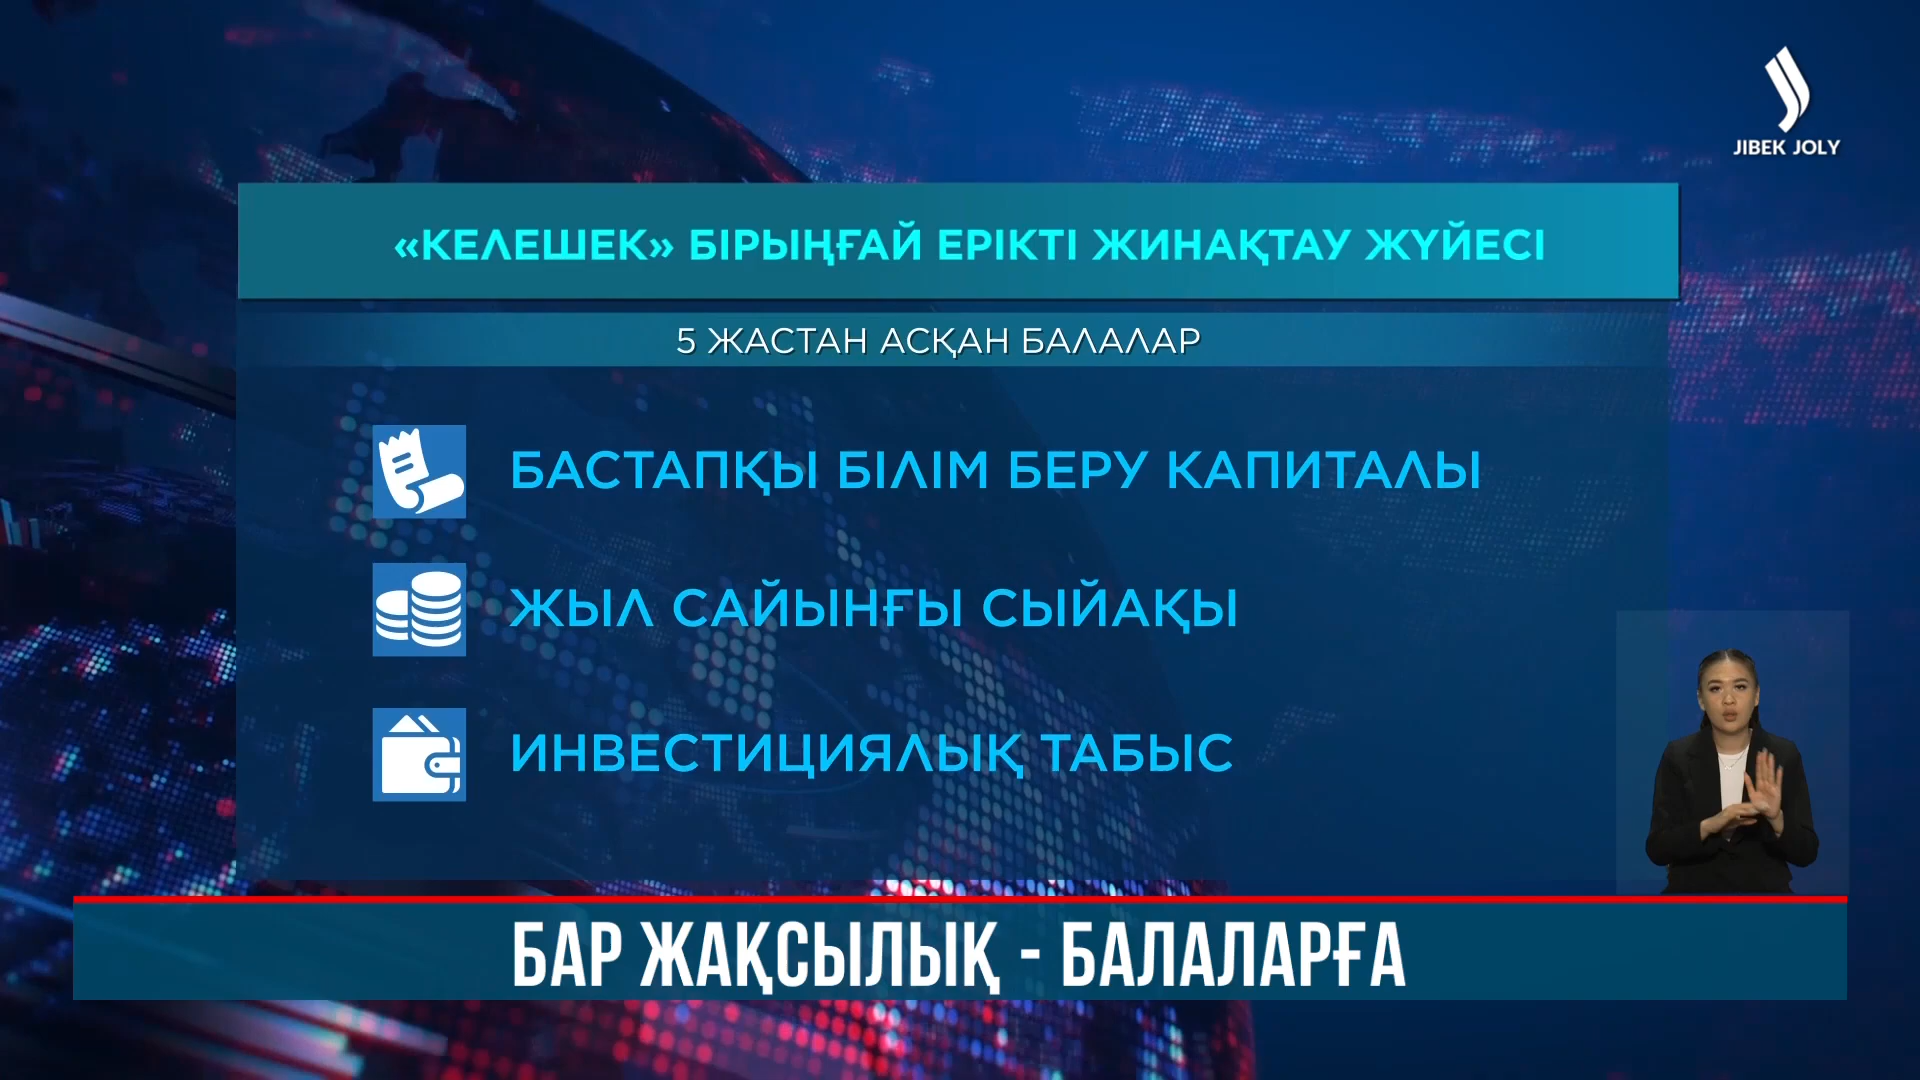 JIBEK JOLY
«КЕЛЕШЕК» БІРЫҢҒАЙ ЕРІКТІ ЖИНАҚТАУ ЖҮЙЕСІ
5 ЖАСТАН АСҚАН БАЛАЛАР
БАСТАПҚЫ БІЛІМ БЕРУ КАПИТАЛЫ
ЖЫЛ САЙЫНҒЫ СЫЙАҚЫ
ИНВЕСТИЦИЯЛЫҚ ТАБЫС
БАР ЖАҚСЫЛЫҚ - БАЛАЛАРҒА